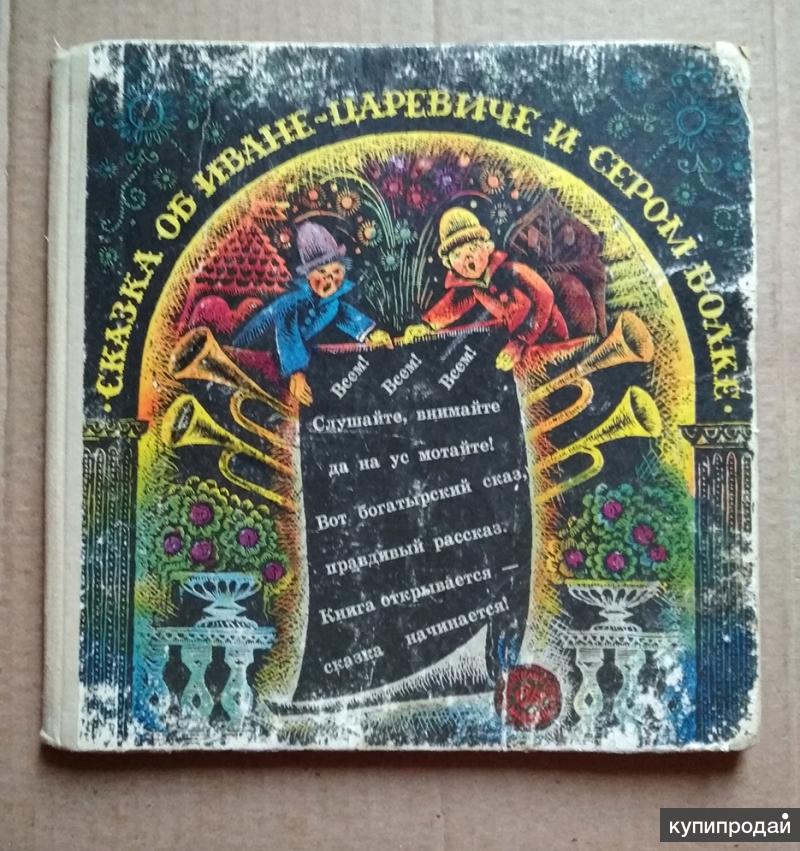 СКАЗКА ОБ ИВАНЕ-ЦАРЕВИЧЕ И СЕРОМ ВОЛКЕ
Всем! Всем! Всем!
Слушайте, внимайте
да на ус мотайте!
Вот богатырский сказ,
правдивый рассказ.
Книга открывается —
сказка начинается!
купипродай